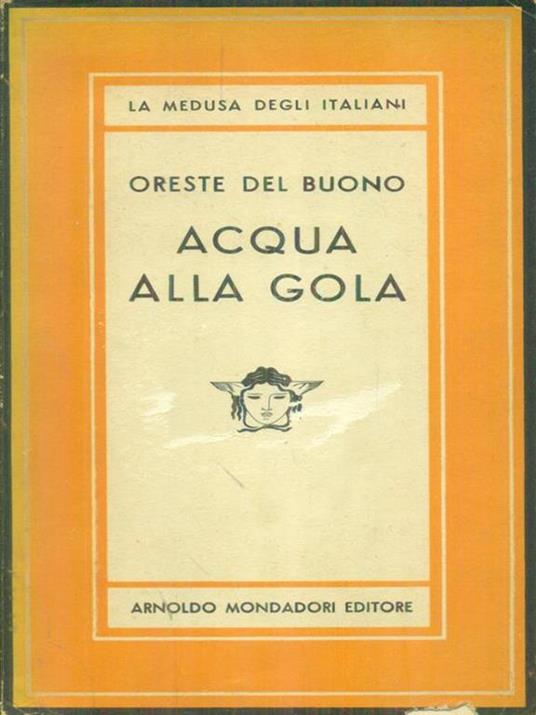 LA MEDUSA DEGLI ITALIANI
ORESTE DEL BUONO
ACQUA
ALLA GOLA
ARNOLDO MONDADORI EDITORE